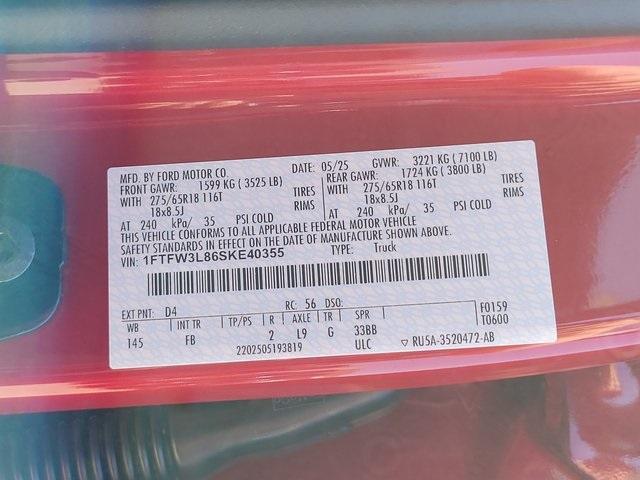 MFD. BY FORD MOTOR CO. DATE: 05/25 GVWR: 3221 KG ( 7100 LB)
FRONT GAWR: 1599 KG ( 3525 LB) REAR GAWR: 1724 KG ( 3800 LB)
WITH 275/65R18 116T TIRES WITH 275/65R18 116T TIRES
18x8.5J RIMS 18x8.5J RIMS
AT 240 kPa/ 35 PSI COLD AT 240 kPa/ 35 PSI COLD
THIS VEHICLE CONFORMS TO ALL APPLICABLE FEDERAL MOTOR VEHICLE
SAFETY STANDARDS IN EFFECT ON THE DATE OF MANUFACTURE SHOWN ABOVE.
VIN: 1FTFW3L86SKE40355 TYPE: Truck
EXT PNT: D4 RC: 56 DSO: F0159
WB INT TR TP/PS R AXLE TR SPR T0600
145 FB 2 L9 G 33BB
2202505193819 ULC ▽ RU5A-3520472-AB